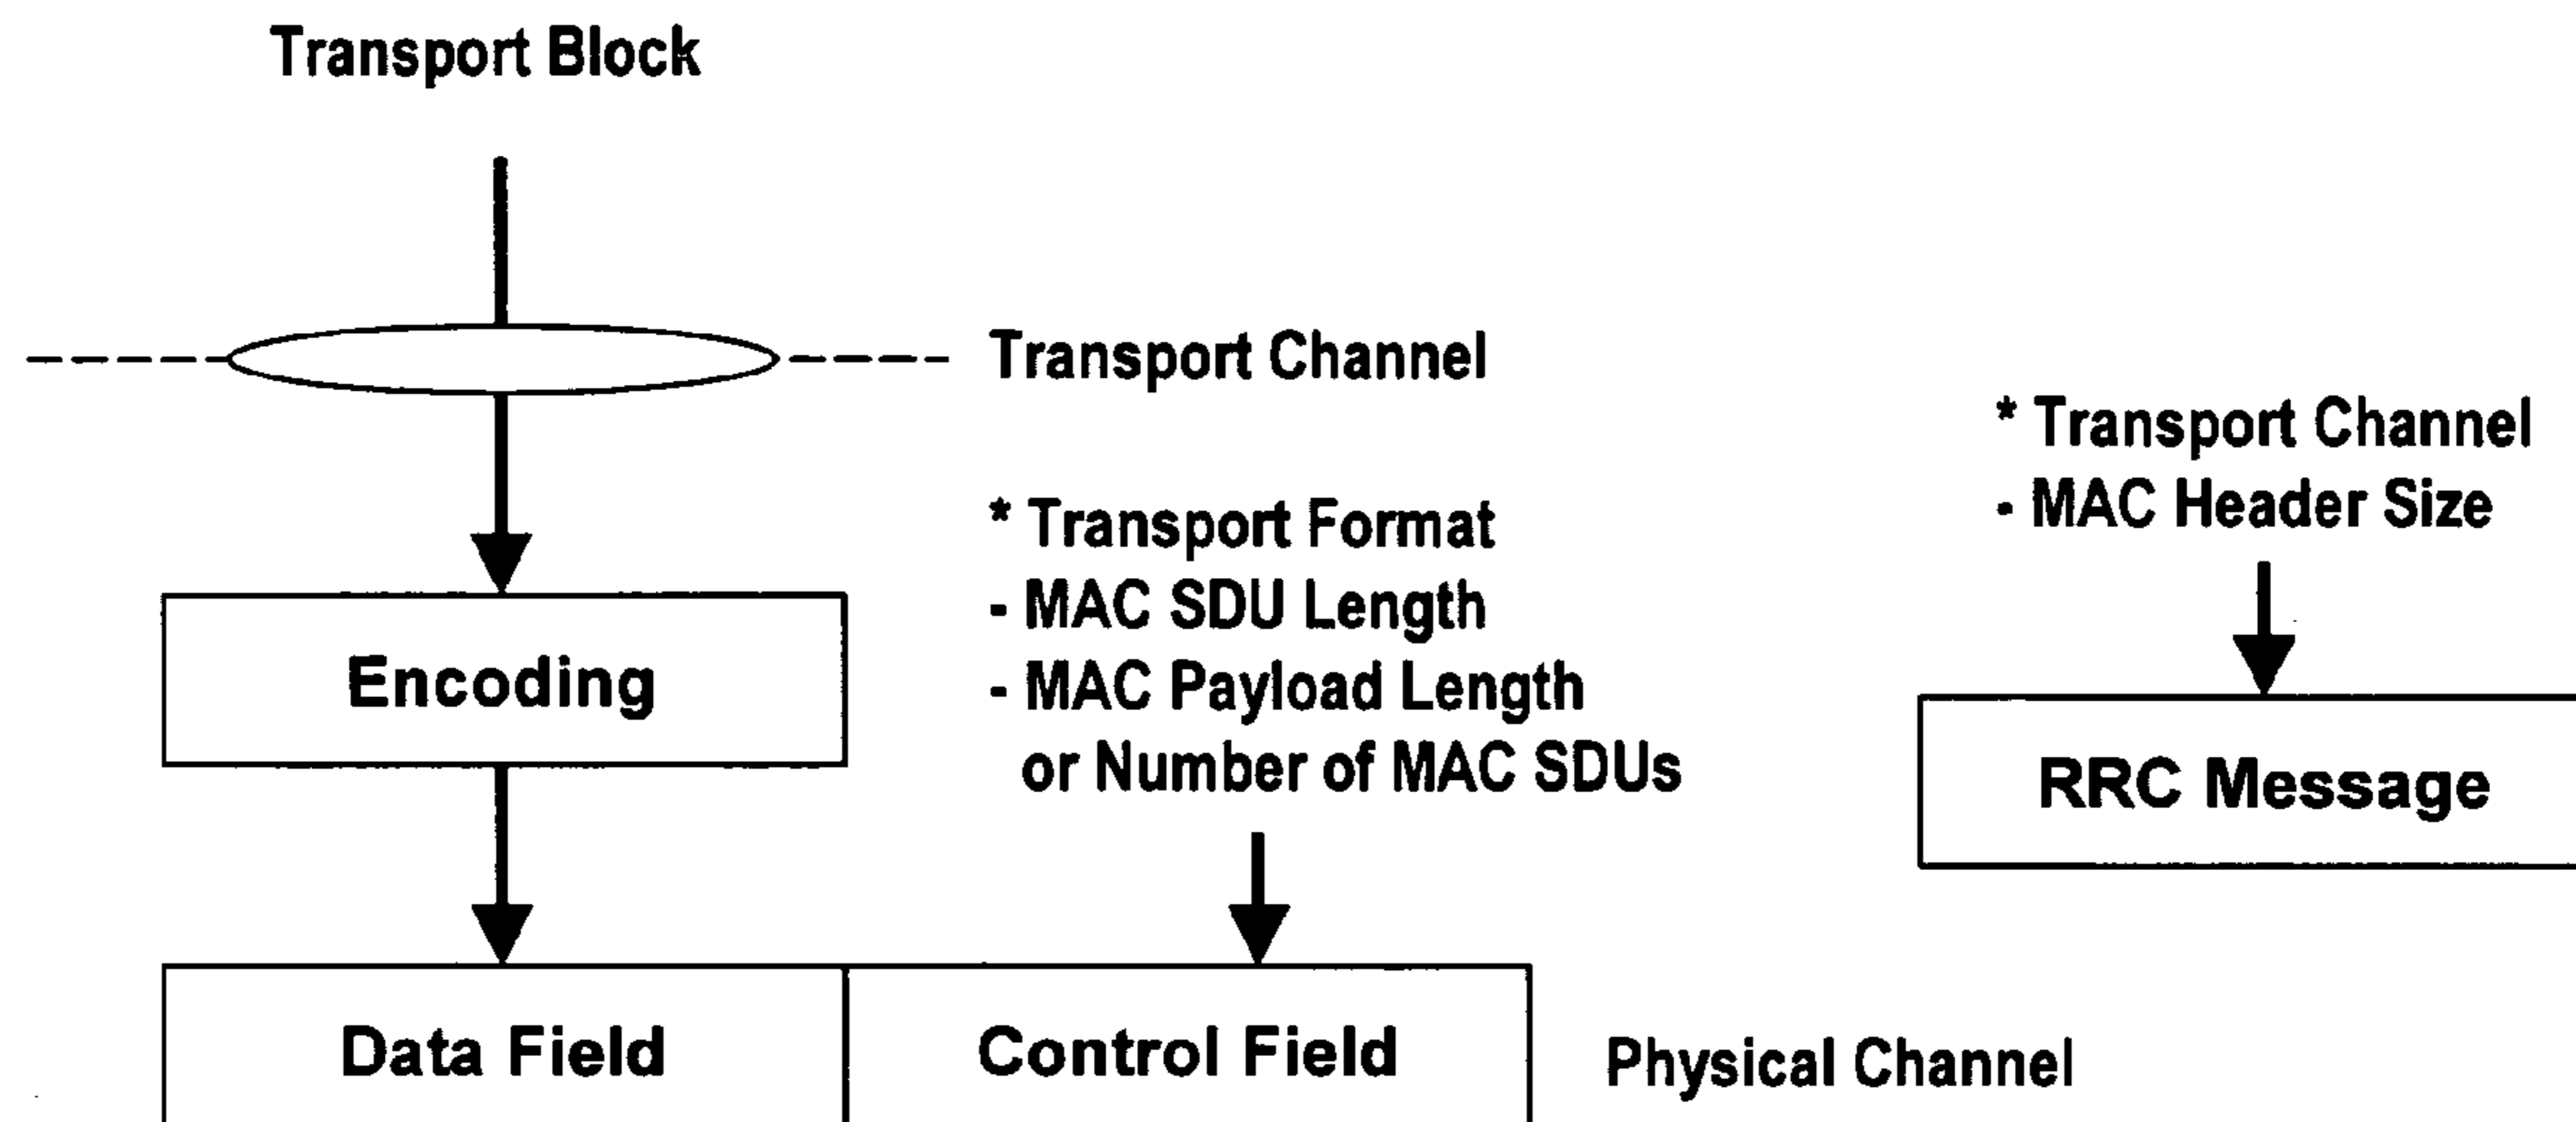 Transport Block
Transport Channel
* Transport Format
- MAC SDU Length
- MAC Payload Length
or Number of MAC SDUs
* Transport Channel
- MAC Header Size
Encoding
RRC Message
Data Field
Control Field
Physical Channel